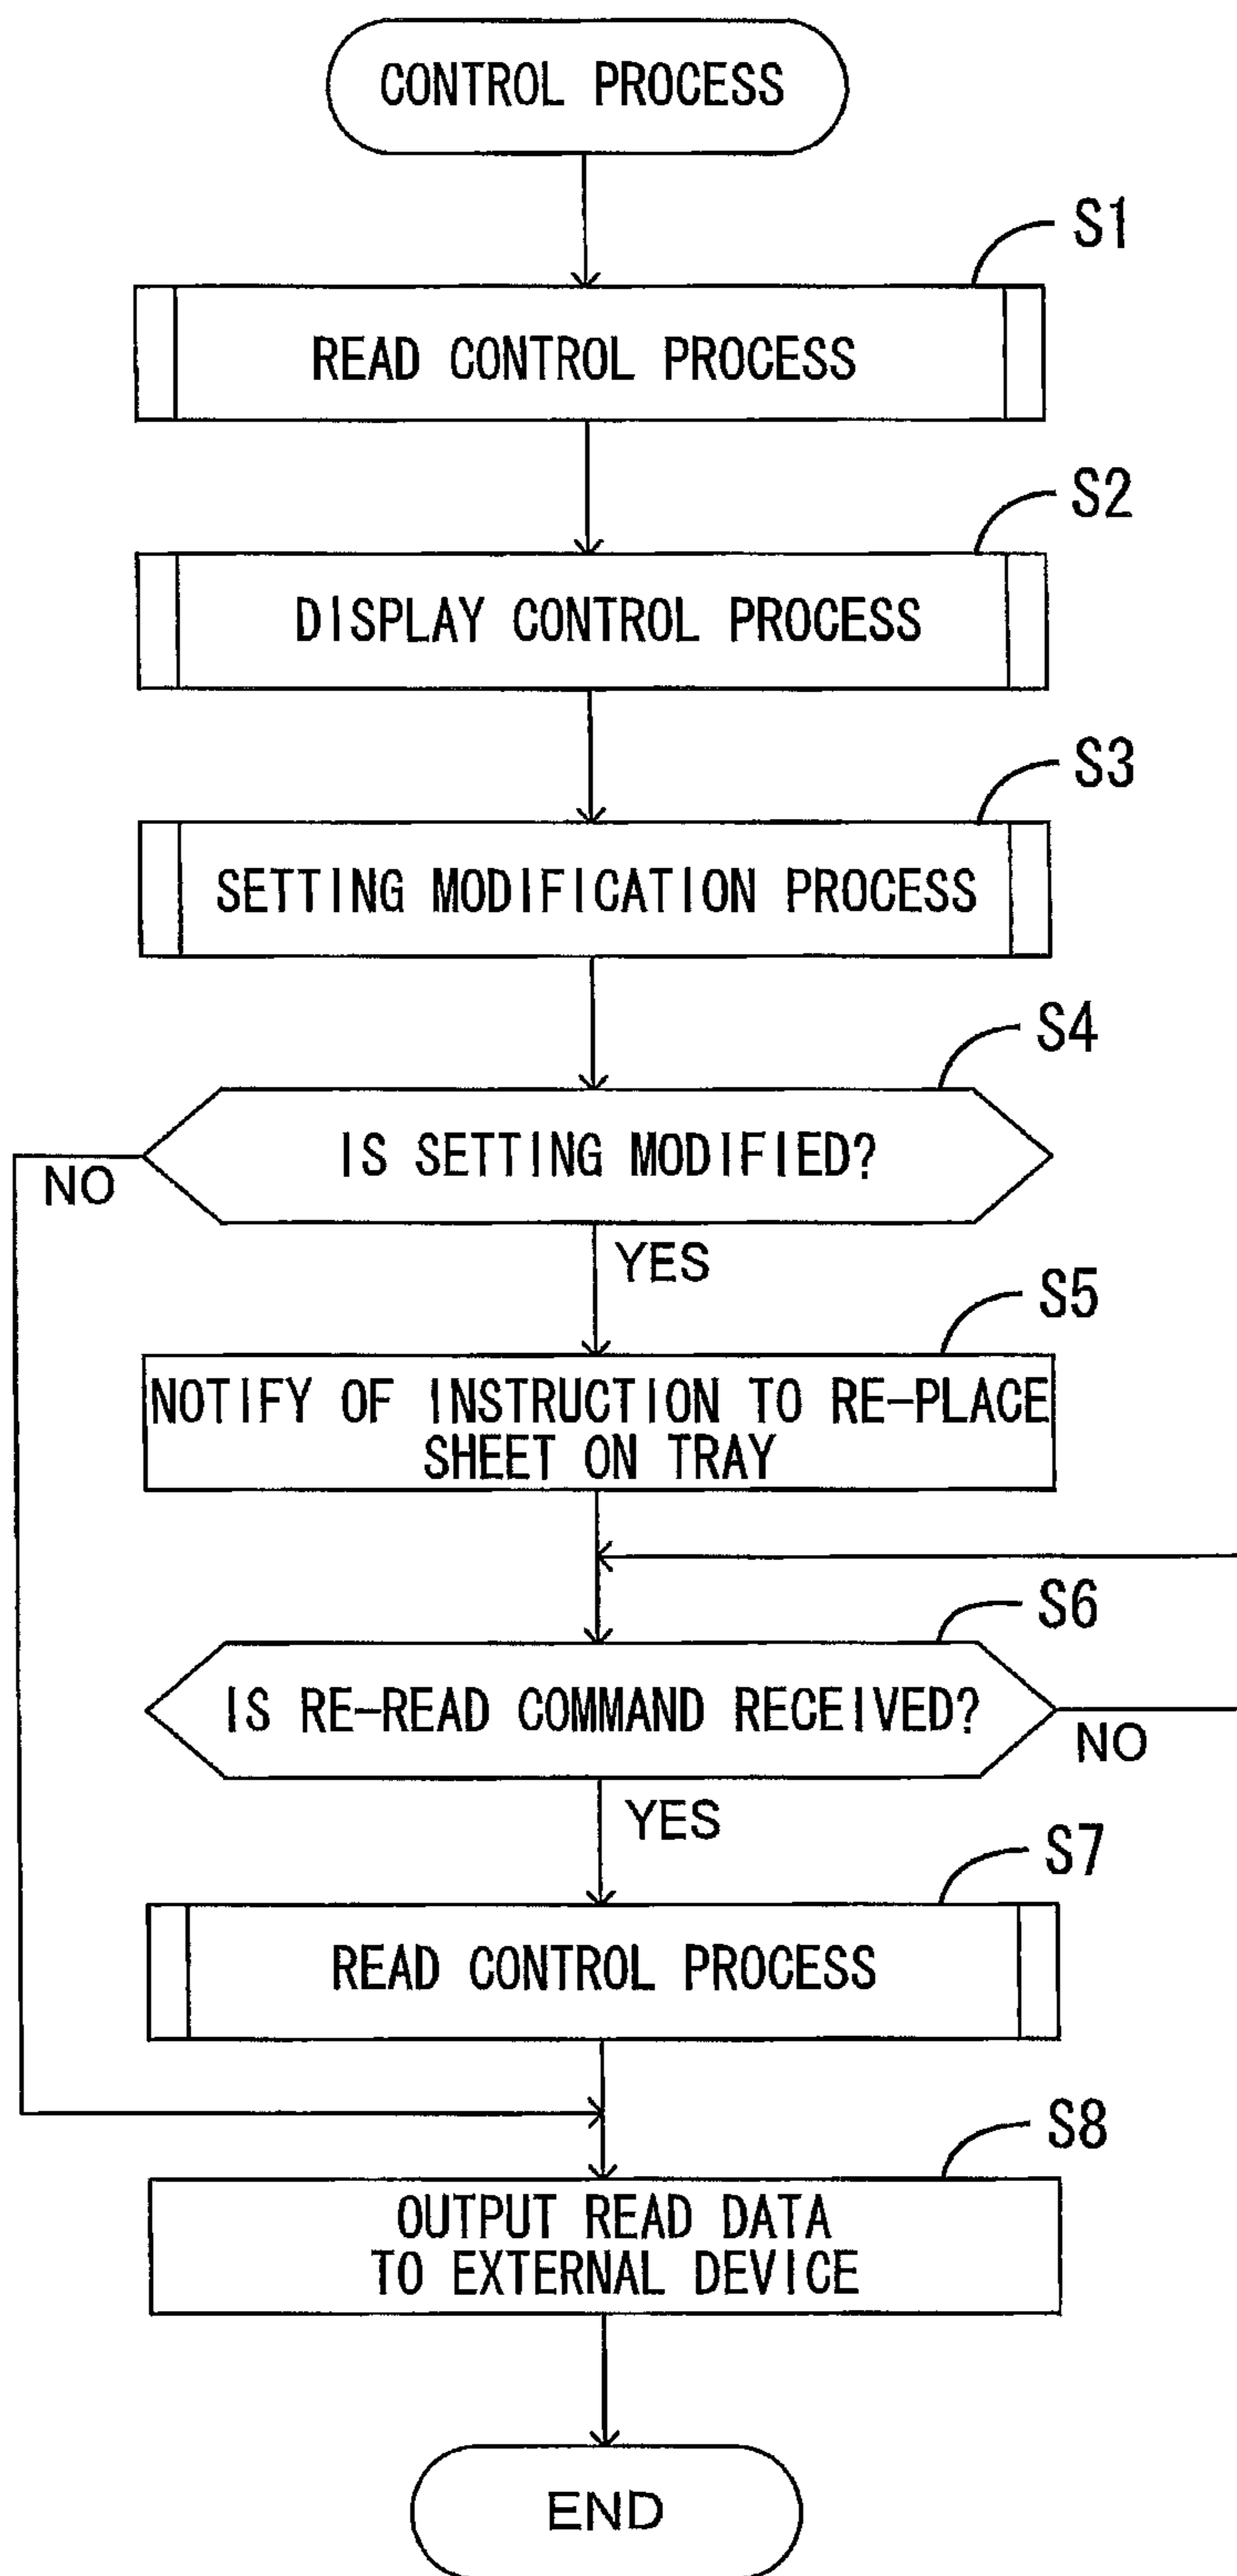 CONTROL PROCESS
S1
READ CONTROL PROCESS
S2
DISPLAY CONTROL PROCESS
S3
SETTING MODIFICATION PROCESS
S4
IS SETTING MODIFIED?
NO
YES
S5
NOTIFY OF INSTRUCTION TO RE-PLACE
SHEET ON TRAY
S6
IS RE-READ COMMAND RECEIVED?
NO
YES
S7
READ CONTROL PROCESS
S8
OUTPUT READ DATA
TO EXTERNAL DEVICE
END